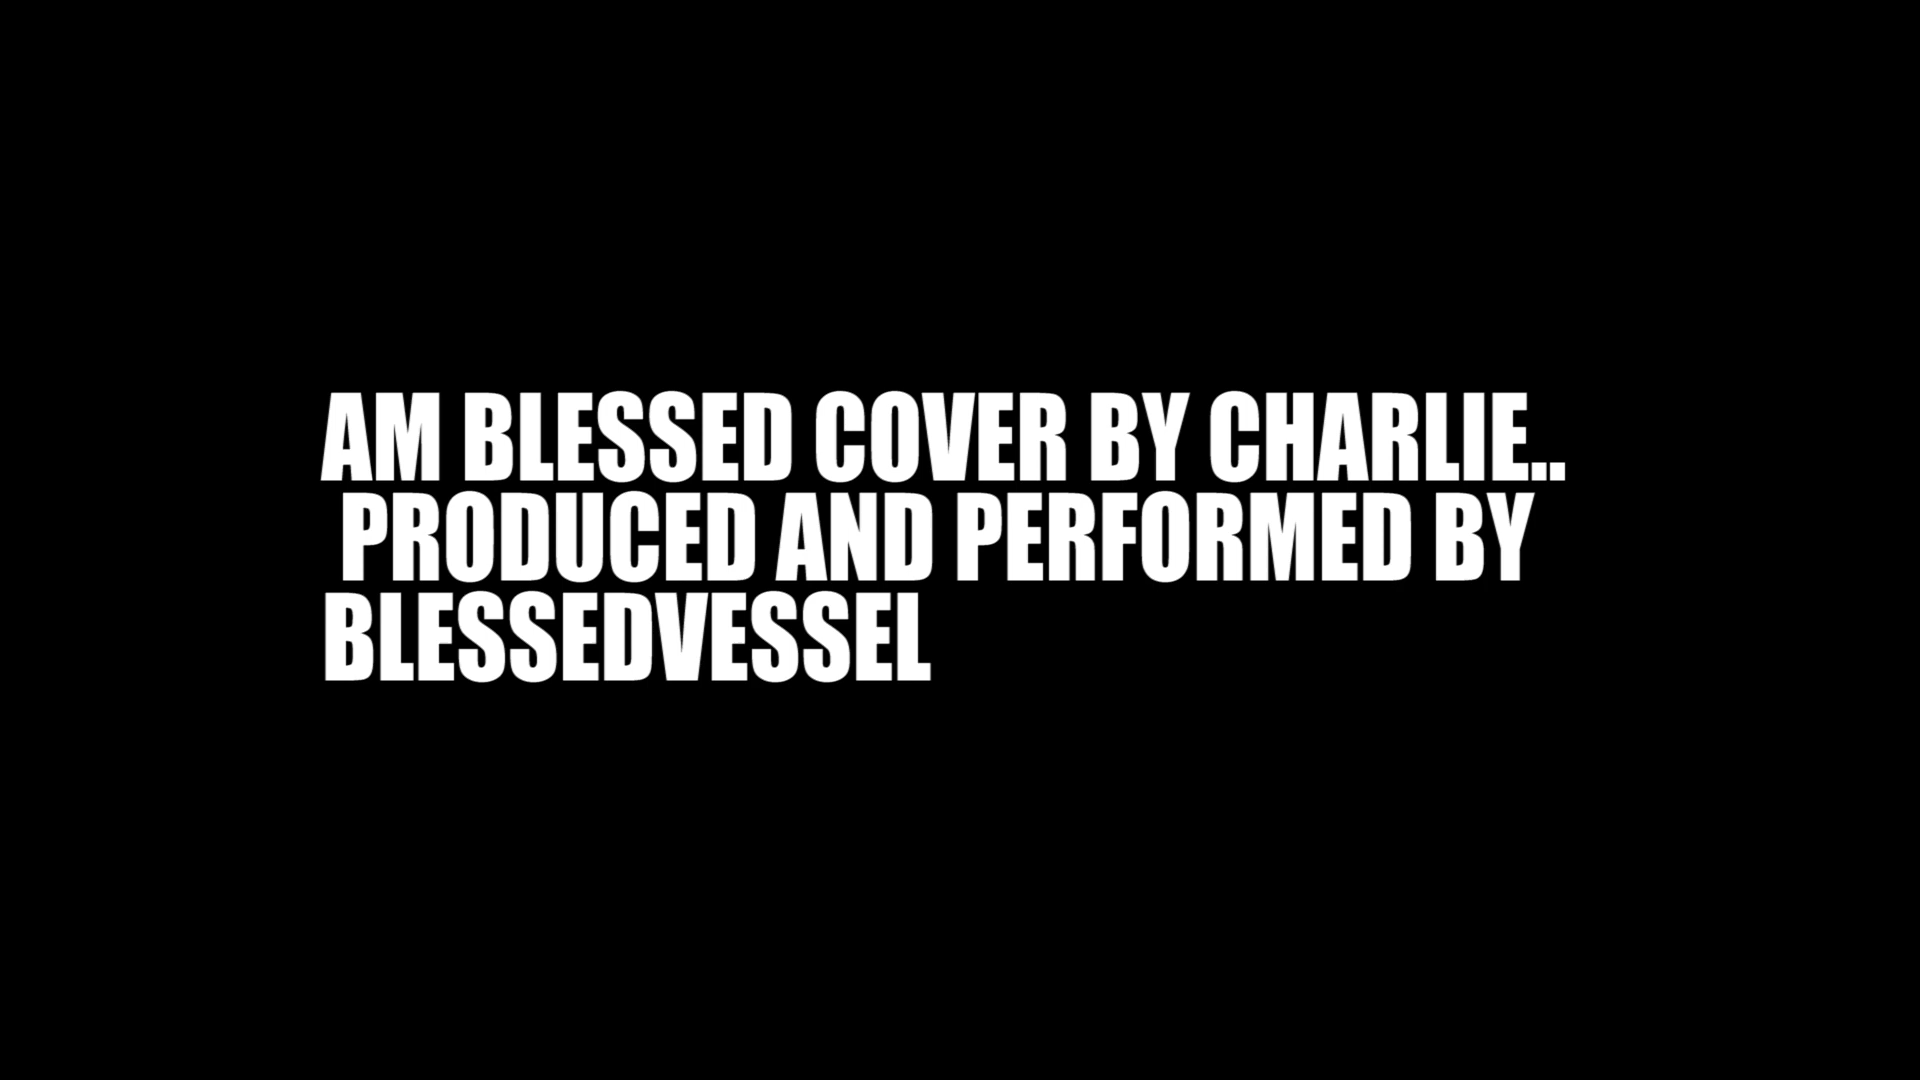 AM BLESSED COVER BY CHARLIE..
PRODUCED AND PERFORMED BY
BLESSEDVESSEL